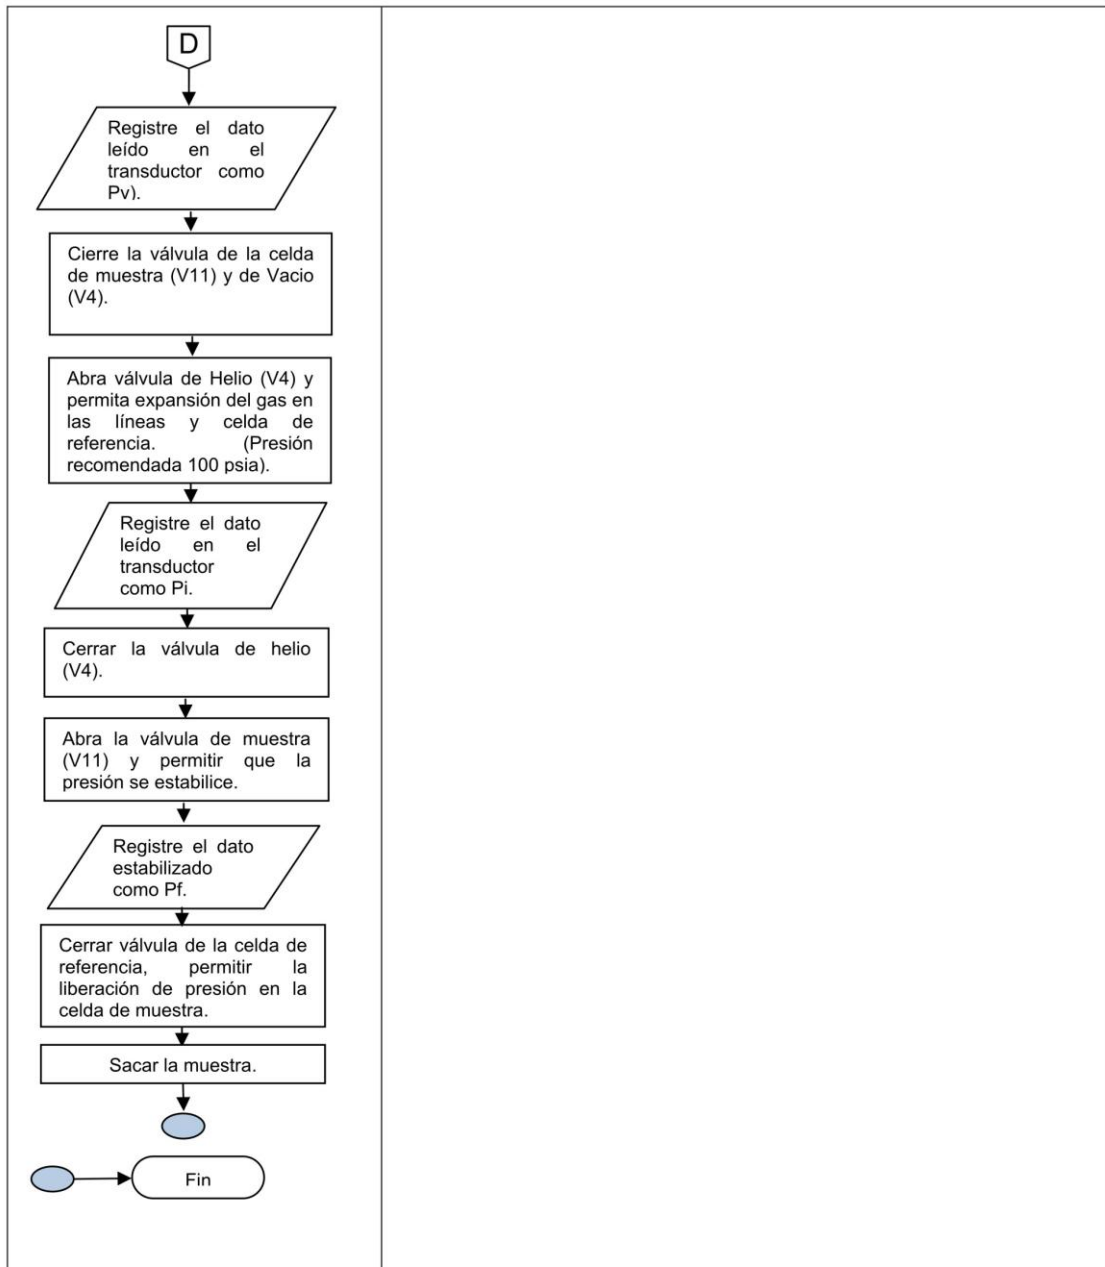 D
Registre el dato
leído en el
transductor como
Pv).
Cierre la válvula de la celda
de muestra (V11) y de Vacio
(V4).
Abra válvula de Helio (V4) y
permita expansión del gas en
las líneas y celda de
referencia. (Presión
recomendada 100 psia).
Registre el dato
leído en el
transductor
como Pi.
Cerrar la válvula de helio
(V4).
Abra la válvula de muestra
(V11) y permitir que la
presión se estabilice.
Registre el dato
estabilizado
como Pf.
Cerrar válvula de la celda de
referencia, permitir la
liberación de presión en la
celda de muestra.
Sacar la muestra.
Fin